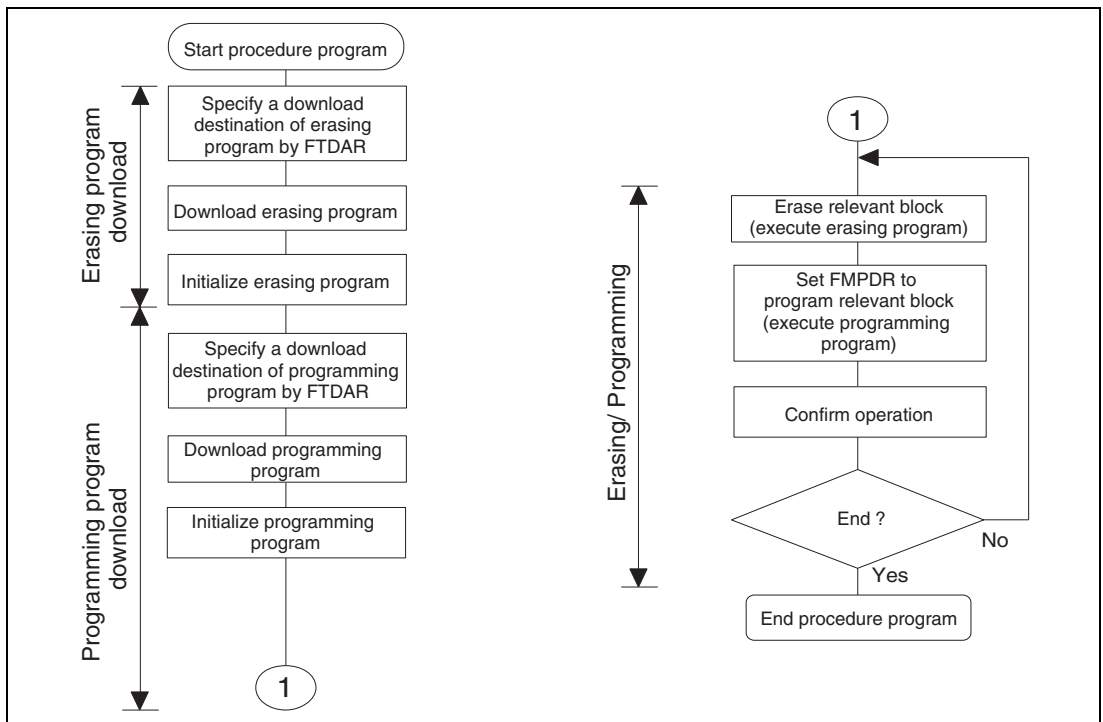 Start procedure program
Erasing program
download
Specify a download
destination of erasing
program by FTDAR
Download erasing program
Initialize erasing program
Programming program
download
Specify a download
destination of programming
program by FTDAR
Download programming
program
Initialize programming
program
1
1
Erasing/ Programming
Erase relevant block
(execute erasing program)
Set FMPDR to
program relevant block
(execute programming
program)
Confirm operation
End ?
No
Yes
End procedure program